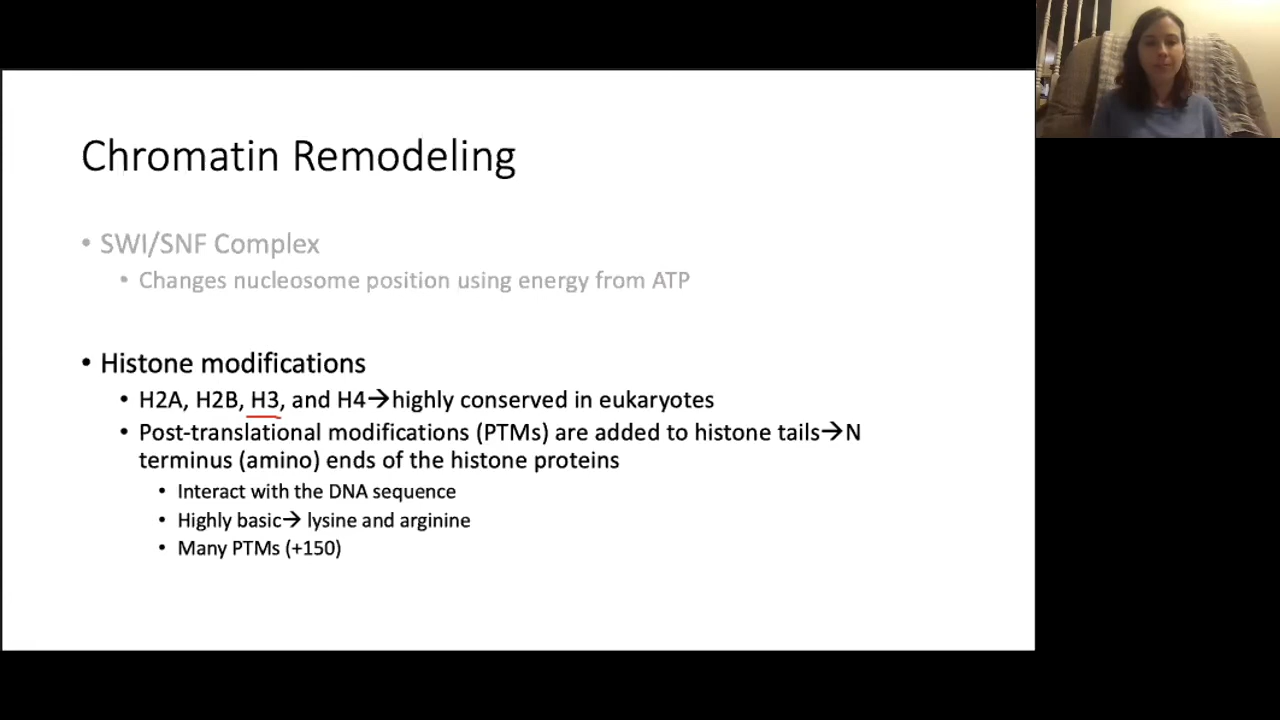 Chromatin Remodeling
• SWI/SNF Complex
• Changes nucleosome position using energy from ATP
• Histone modifications
• H2A, H2B, H3, and H4→highly conserved in eukaryotes
• Post-translational modifications (PTMs) are added to histone tails→N
terminus (amino) ends of the histone proteins
• Interact with the DNA sequence
• Highly basic→ lysine and arginine
• Many PTMs (+150)